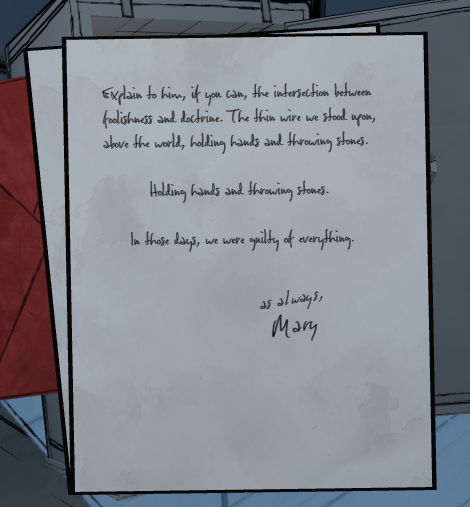 Explain to him, if you can, the intersection between
foolishness and doctrine. The thin wire we stood upon,
above the world, holding hands and throwing stones.
Holding hands and throwing stones.
In those days, we were guilty of everything.
as always,
Mary